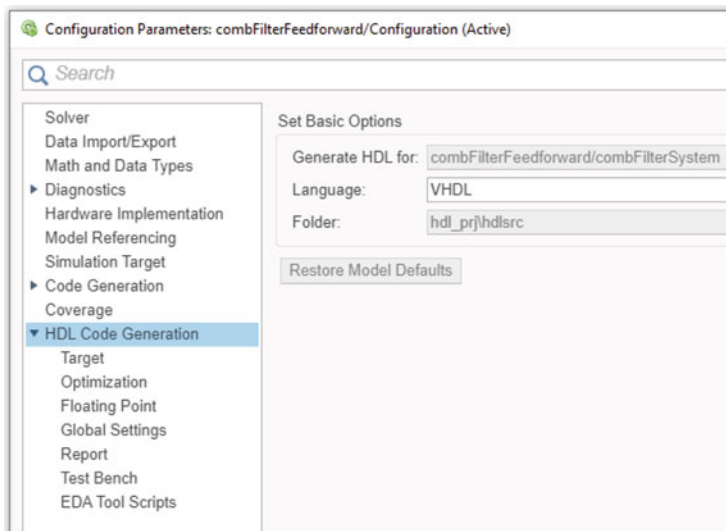 Configuration Parameters: combFilterFeedforward/Configuration (Active)
Search
Solver
Data Import/Export
Math and Data Types
Diagnostics
Hardware Implementation
Model Referencing
Simulation Target
Code Generation
Coverage
HDL Code Generation
Target
Optimization
Floating Point
Global Settings
Report
Test Bench
EDA Tool Scripts
Set Basic Options
Generate HDL for: combFilterFeedforward/combFilterSystem
Language: VHDL
Folder: hdl_prj\hdlsrc
Restore Model Defaults